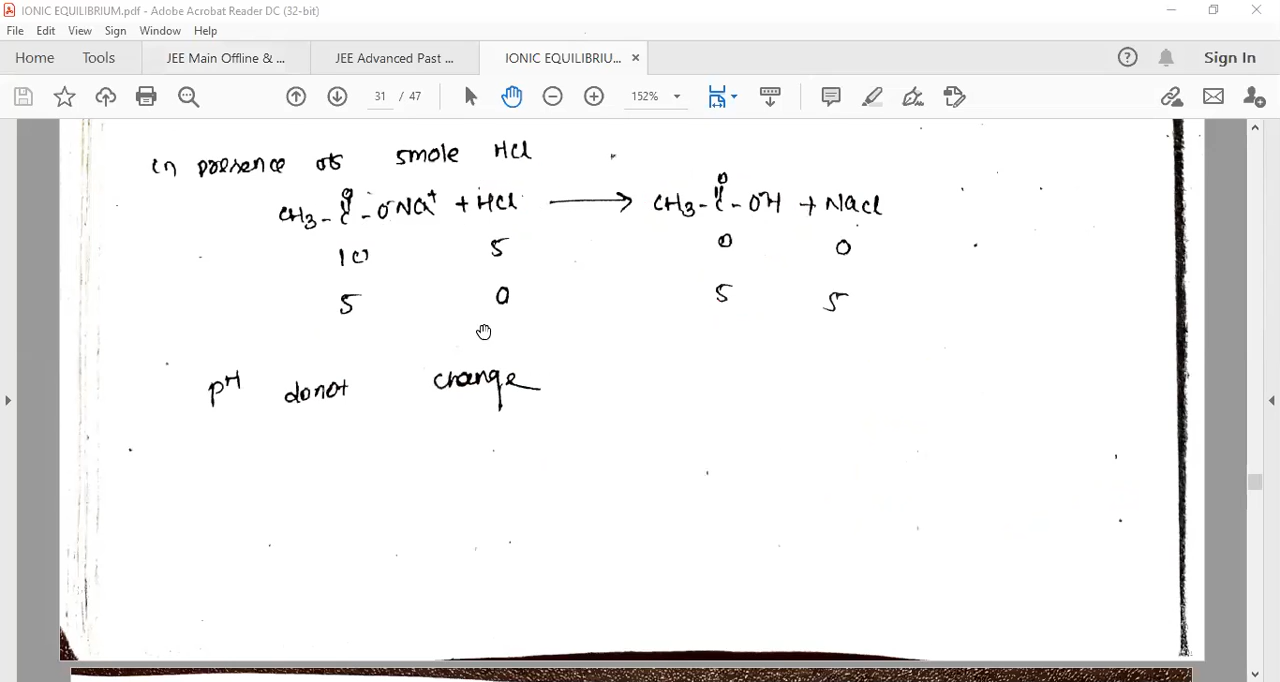 IONIC EQUILIBRIUM.pdf - Adobe Acrobat Reader DC (32-bit)
File Edit View Sign Window Help
Home Tools JEE Main Offline & ... JEE Advanced Past ... IONIC EQUILIBRIU... × Sign In
31 / 47 152%
in presence of smole HCl
O O
CH3-C-O⁻Na⁺ + HCl ⟶ CH3-C-OH + NaCl
10 5 0 0
5 0 5 5
pH donot change